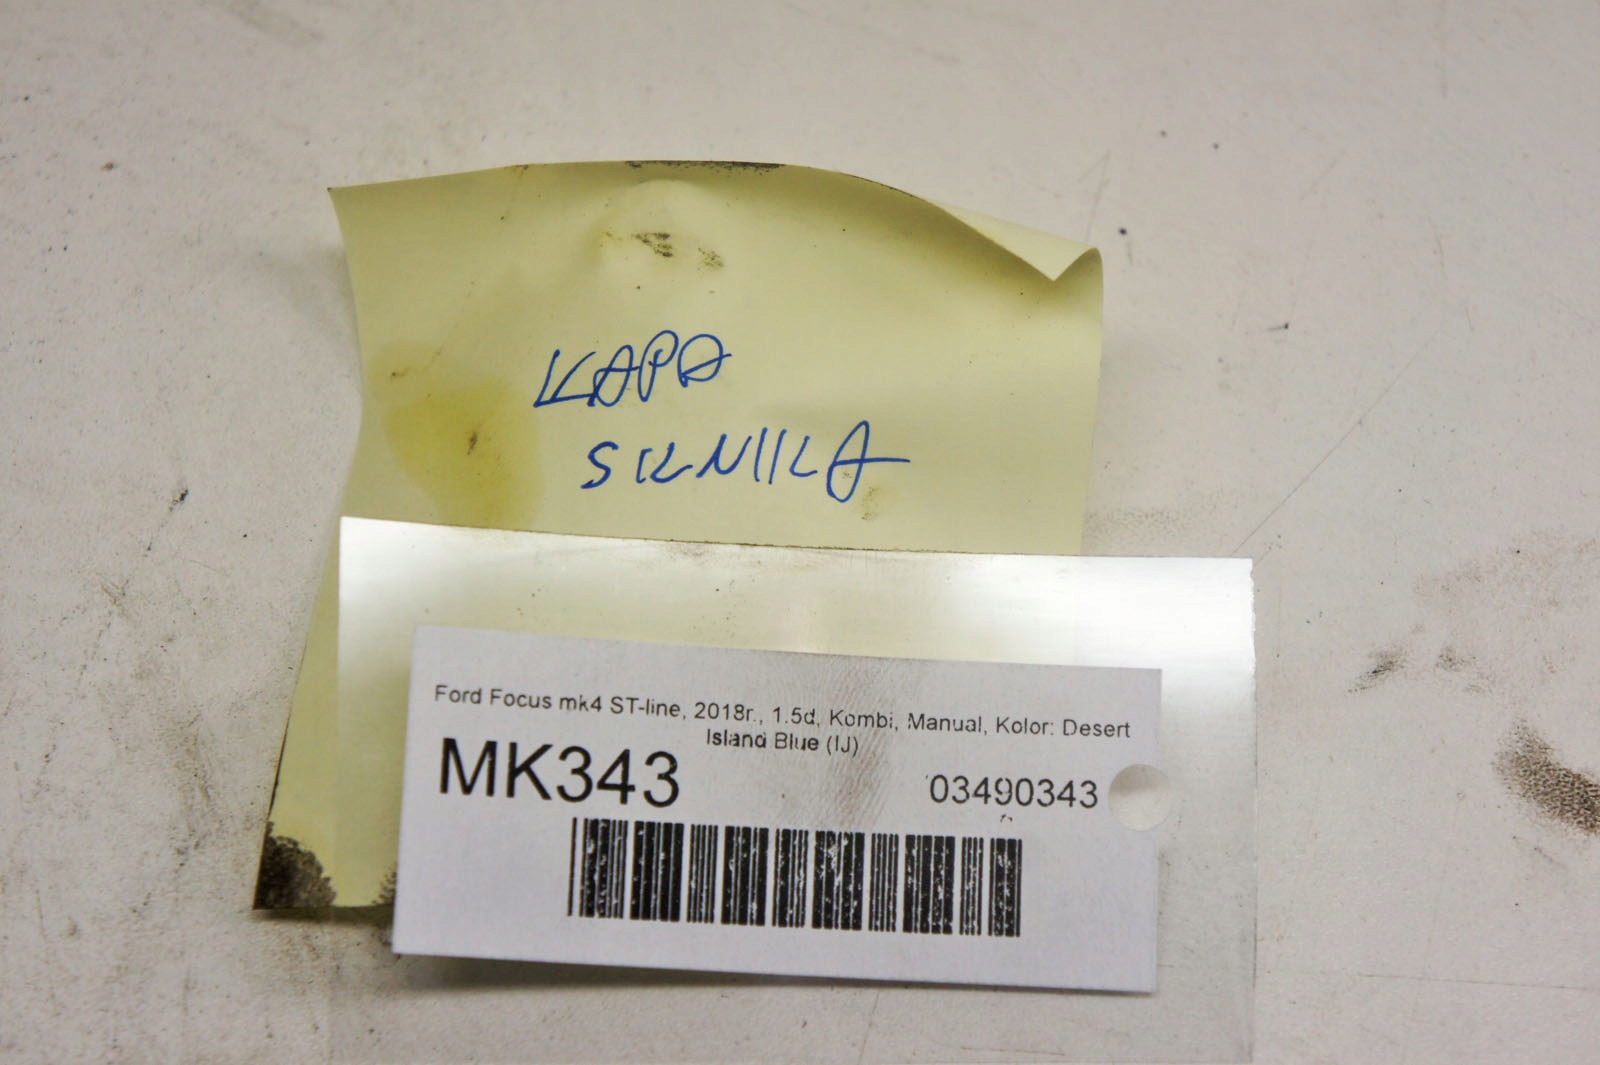 KAPA
SILNIKA
Ford Focus mk4 ST-line, 2018r., 1.5d, Kombi, Manual, Kolor: Desert
Island Blue (IJ)
MK343 03490343